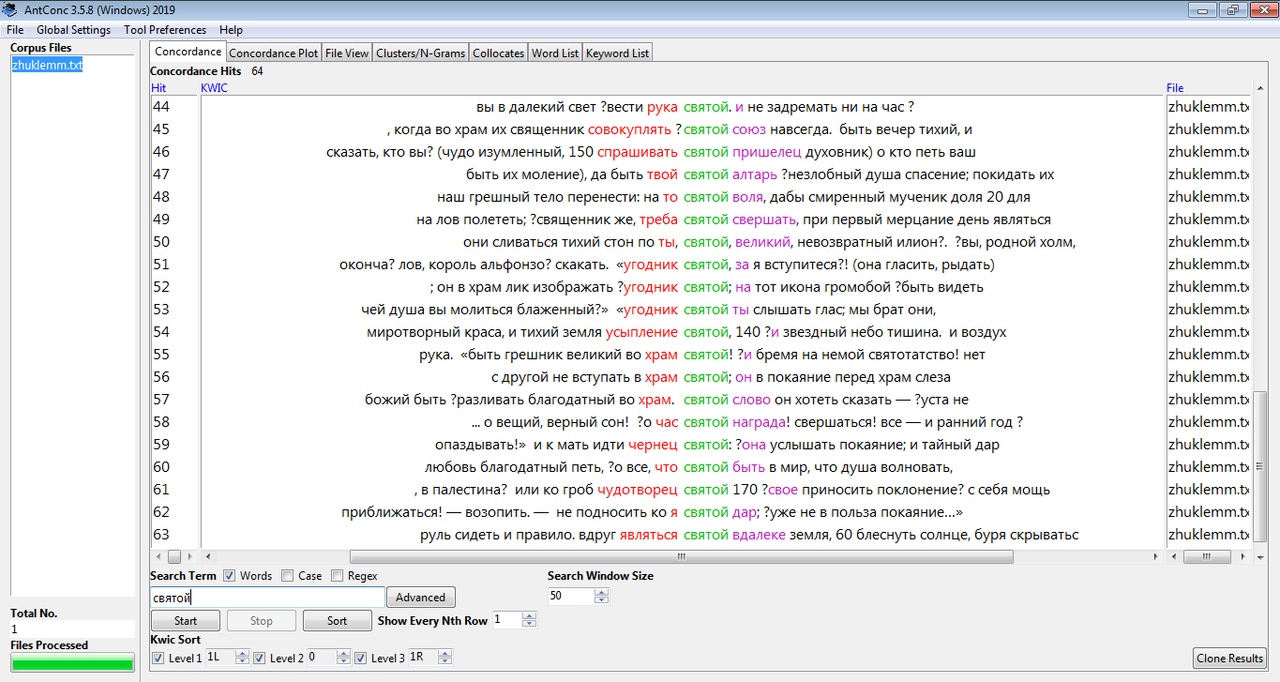 AntConc 3.5.8 (Windows) 2019
File Global Settings Tool Preferences Help
Corpus Files
zhuklemm.txt
Concordance Concordance Plot File View Clusters/N-Grams Collocates Word List Keyword List
Concordance Hits 64
Hit KWIC File
44 вы в далекий свет ?вести рука святой. и не задремать ни на час ? zhuklemm.tx
45 , когда во храм их священник совокуплять ?святой союз навсегда. быть вечер тихий, и zhuklemm.tx
46 сказать, кто вы? (чудо изумленный, 150 спрашивать святой пришелец духовник) о кто петь ваш zhuklemm.tx
47 быть их моление), да быть твой святой алтарь ?незлобный душа спасение; покидать их zhuklemm.tx
48 наш грешный тело перенести: на то святой воля, дабы смиренный мученик доля 20 для zhuklemm.tx
49 на лов полететь; ?священник же, треба святой свершать, при первый мерцание день являться zhuklemm.tx
50 они сливаться тихий стон по ты, святой, великий, невозвратный илион?. ?вы, родной холм, zhuklemm.tx
51 оконча? лов, король альфонзо? скакать. «угодник святой, за я вступитеся?! (она гласить, рыдать) zhuklemm.tx
52 ; он в храм лик изображать ?угодник святой; на тот икона громобой ?быть видеть zhuklemm.tx
53 чей душа вы молиться блаженный?» «угодник святой ты слышать глас; мы брат они, zhuklemm.tx
54 миротворный краса, и тихий земля усыпление святой, 140 ?и звездный небо тишина. и воздух zhuklemm.tx
55 рука. «быть грешник великий во храм святой! ?и бремя на немой святотатство! нет zhuklemm.tx
56 с другой не вступать в храм святой; он в покаяние перед храм слеза zhuklemm.tx
57 божий быть ?разливать благодатный во храм. святой слово он хотеть сказать — ?уста не zhuklemm.tx
58 ... о вещий, верный сон! ?о час святой награда! свершаться! все — и ранний год ? zhuklemm.tx
59 опаздывать!» и к мать идти чернец святой: ?она услышать покаяние; и тайный дар zhuklemm.tx
60 любовь благодатный петь, ?о все, что святой быть в мир, что душа волновать, zhuklemm.tx
61 , в палестина? или ко гроб чудотворец святой 170 ?свое приносить поклонение? с себя мощь zhuklemm.tx
62 приближаться! — возопить. — не подносить ко я святой дар; ?уже не в польза покаяние...» zhuklemm.tx
63 руль сидеть и правило. вдруг являться святой вдалеке земля, 60 блеснуть солнце, буря скрыватьс zhuklemm.tx
Search Term Words Case Regex Search Window Size
святой Advanced 50
Start Stop Sort Show Every Nth Row 1
Kwic Sort
Level 1 1L Level 2 0 Level 3 1R Clone Results
Total No.
1
Files Processed